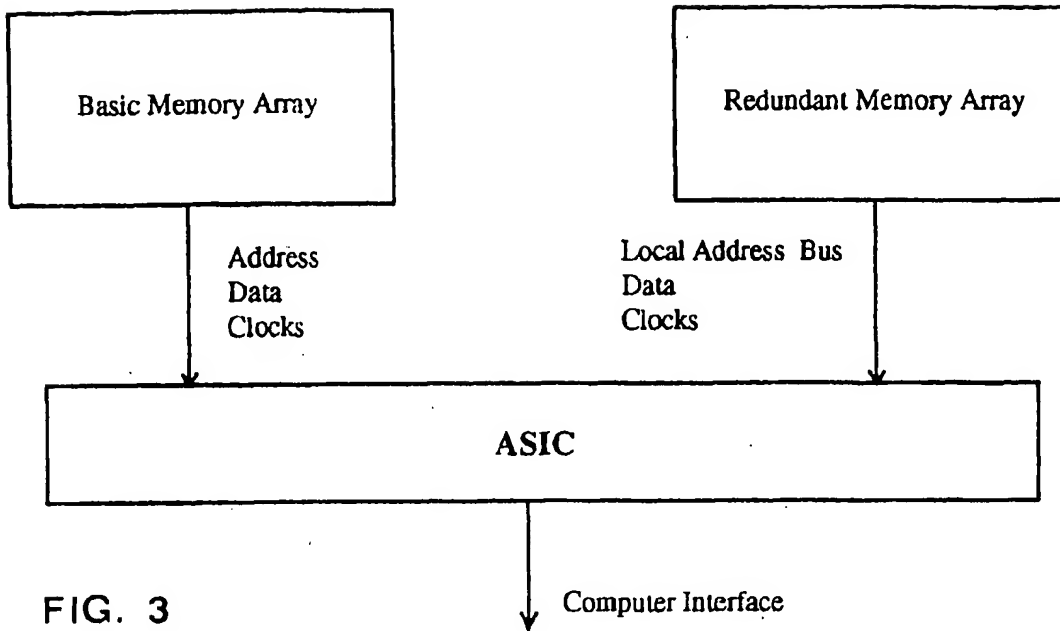 Basic Memory Array
Redundant Memory Array
Address
Data
Clocks
Local Address Bus
Data
Clocks
ASIC
Computer Interface
FIG. 3